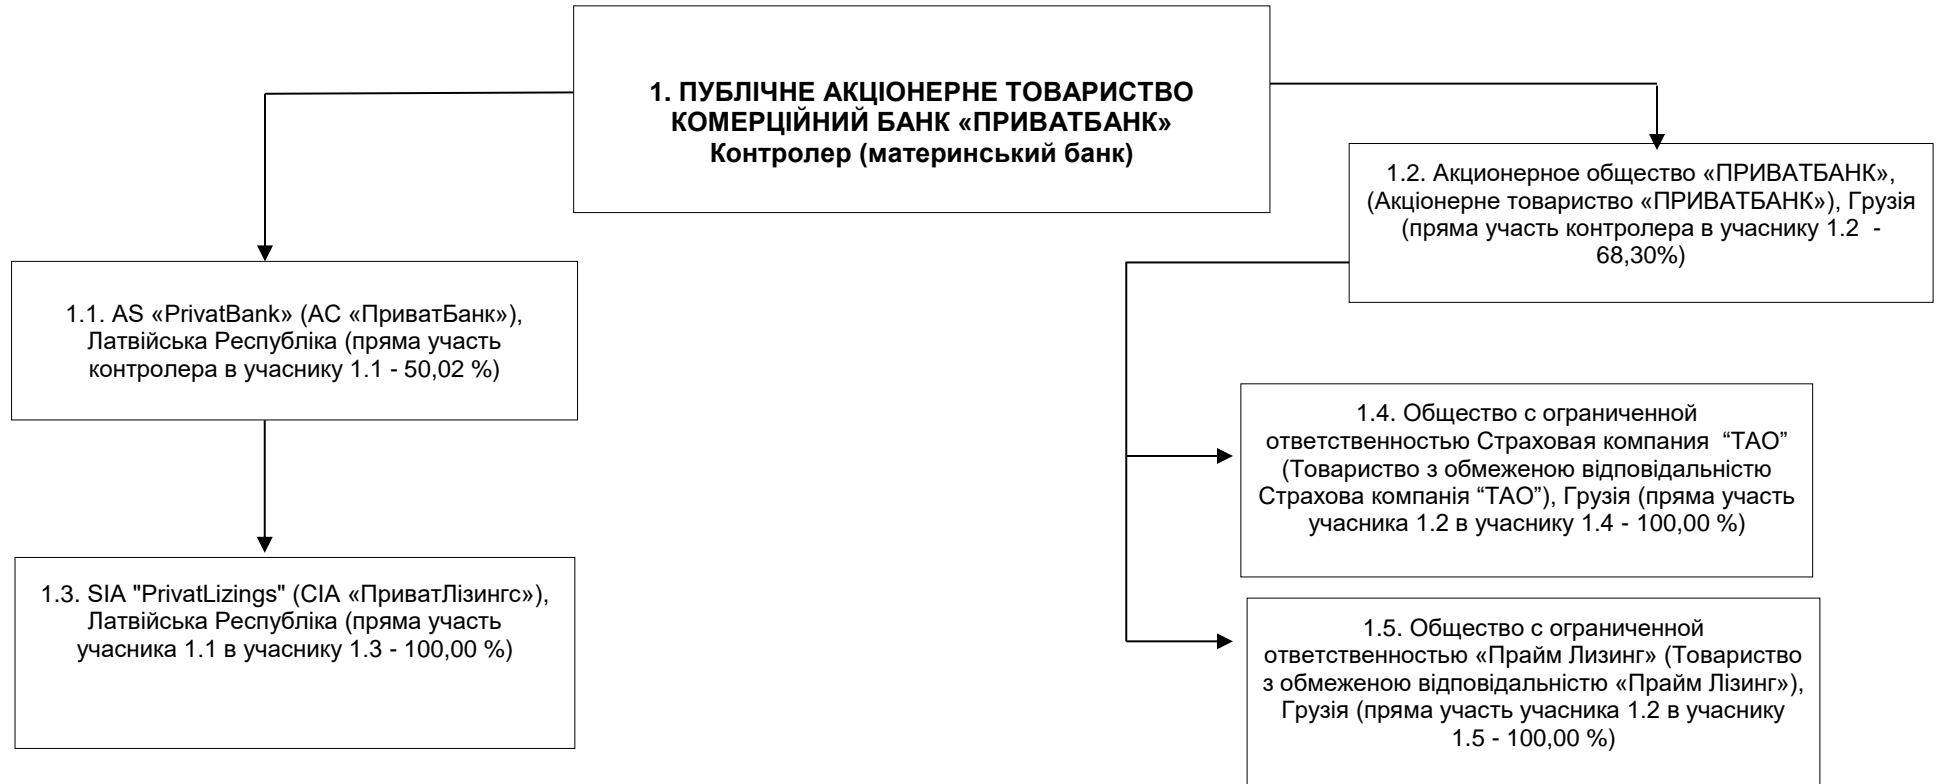 1. ПУБЛІЧНЕ АКЦІОНЕРНЕ ТОВАРИСТВО
КОМЕРЦІЙНИЙ БАНК «ПРИВАТБАНК»
Контролер (материнський банк)
1.2. Акционерное общество «ПРИВАТБАНК»,
(Акціонерне товариство «ПРИВАТБАНК»), Грузія
(пряма участь контролера в учаснику 1.2 -
68,30%)
1.1. AS «PrivatBank» (АС «ПриватБанк»),
Латвійська Республіка (пряма участь
контролера в учаснику 1.1 - 50,02 %)
1.4. Общество с ограниченной
ответственностью Страховая компания “ТАО”
(Товариство з обмеженою відповідальністю
Страхова компанія “ТАО”), Грузія (пряма участь
учасника 1.2 в учаснику 1.4 - 100,00 %)
1.3. SIA "PrivatLizings" (СІА «ПриватЛізингс»),
Латвійська Республіка (пряма участь
учасника 1.1 в учаснику 1.3 - 100,00 %)
1.5. Общество с ограниченной
ответственностью «Прайм Лизинг» (Товариство
з обмеженою відповідальністю «Прайм Лізинг»),
Грузія (пряма участь учасника 1.2 в учаснику
1.5 - 100,00 %)